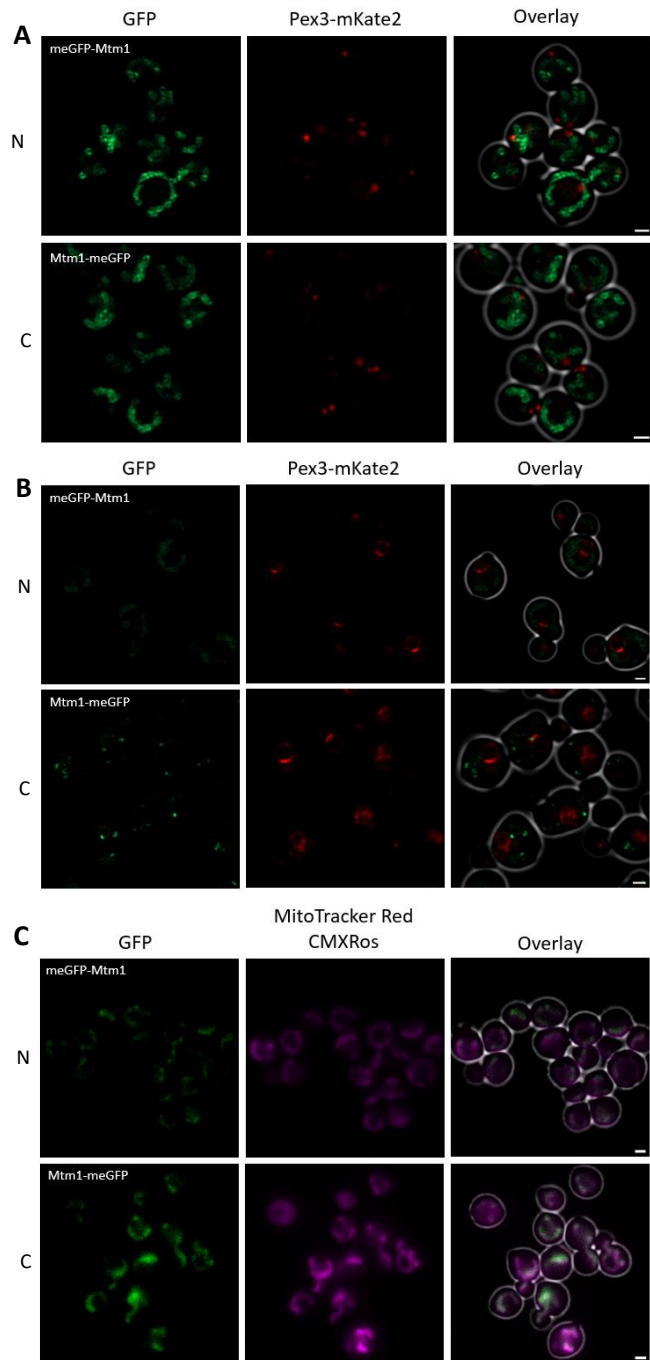 A
GFP Pex3-mKate2 Overlay
meGFP-Mtm1
N
Mtm1-meGFP
C
B
GFP Pex3-mKate2 Overlay
meGFP-Mtm1
N
Mtm1-meGFP
C
C
GFP MitoTracker Red CMXRos Overlay
meGFP-Mtm1
N
Mtm1-meGFP
C